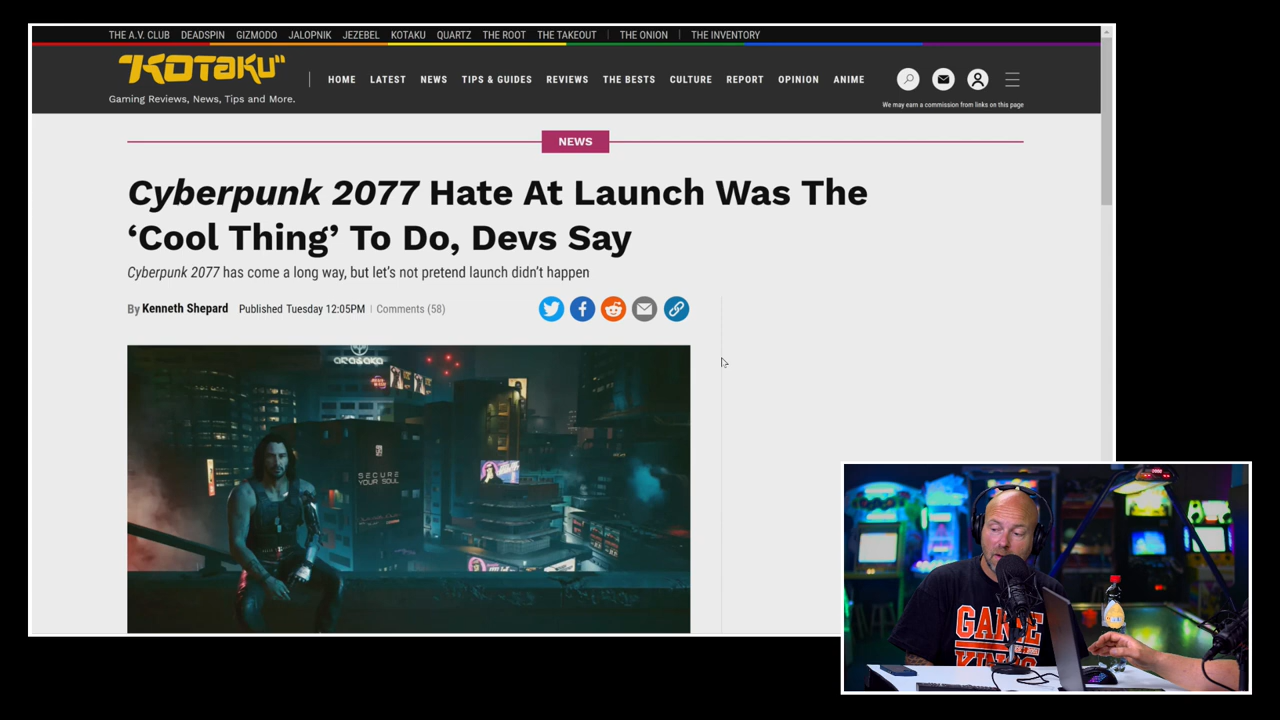 THE A.V. CLUB DEADSPIN GIZMODO JALOPNIK JEZEBEL KOTAKU QUARTZ THE ROOT THE TAKEOUT | THE ONION | THE INVENTORY
"KOTAKU"
Gaming Reviews, News, Tips and More.
HOME LATEST NEWS TIPS & GUIDES REVIEWS THE BESTS CULTURE REPORT OPINION ANIME
We may earn a commission from links on this page
NEWS
Cyberpunk 2077 Hate At Launch Was The
‘Cool Thing’ To Do, Devs Say
Cyberpunk 2077 has come a long way, but let’s not pretend launch didn’t happen
By Kenneth Shepard Published Tuesday 12:05PM | Comments (58)
ARASAKA
SECURE
YOUR SOUL
GAME
KING